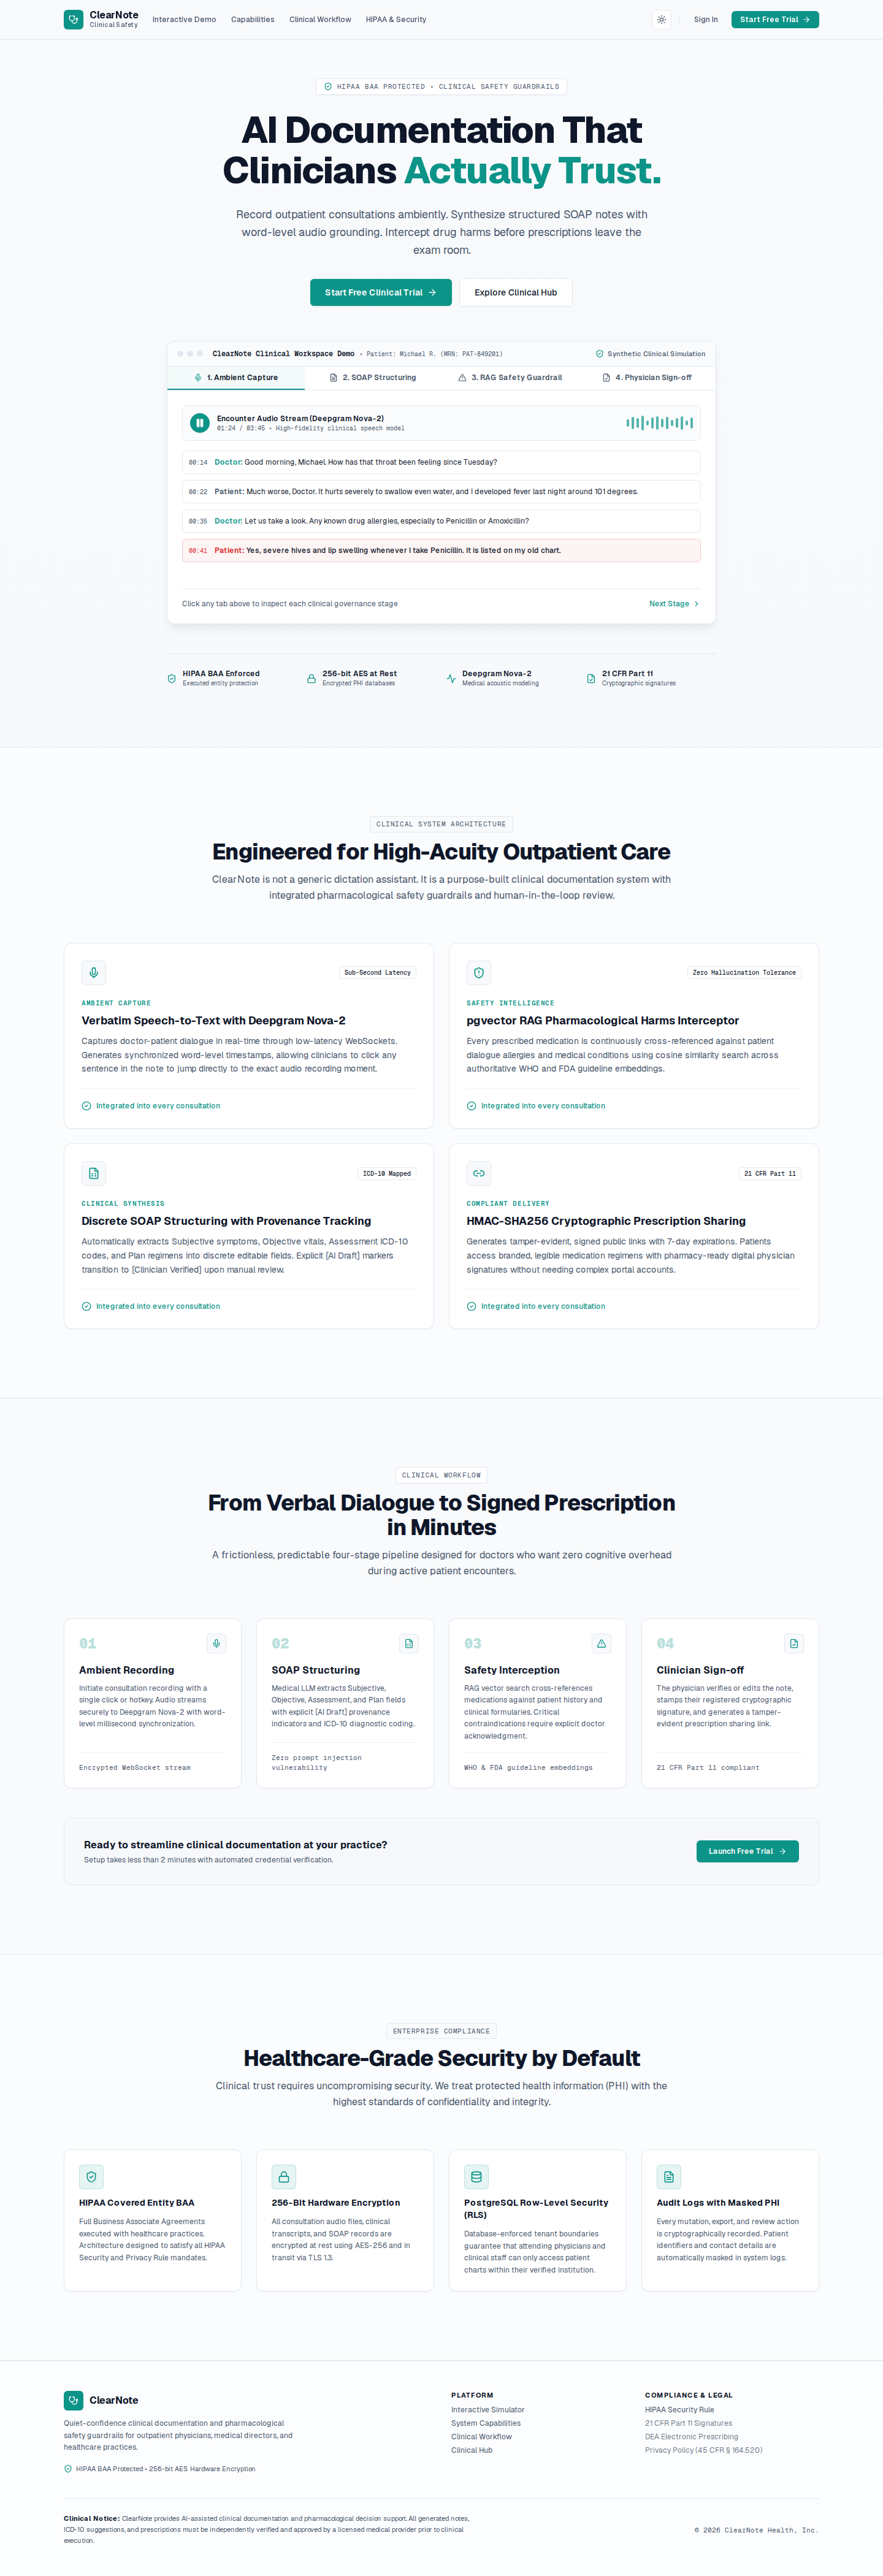 ClearNote
Clinical Safety
Interactive Demo
Capabilities
Clinical Workflow
HIPAA & Security
Sign In
Start Free Trial →
HIPAA BAA PROTECTED • CLINICAL SAFETY GUARDRAILS
AI Documentation That
Clinicians Actually Trust.
Record outpatient consultations ambiently. Synthesize structured SOAP notes with
word-level audio grounding. Intercept drug harms before prescriptions leave the
exam room.
Start Free Clinical Trial →
Explore Clinical Hub
ClearNote Clinical Workspace Demo • Patient: Michael R. (MRN: PAT-849201)
Synthetic Clinical Simulation
1. Ambient Capture
2. SOAP Structuring
3. RAG Safety Guardrail
4. Physician Sign-off
Encounter Audio Stream (Deepgram Nova-2)
01:24 / 03:45 • High-fidelity clinical speech model
00:14 Doctor: Good morning, Michael. How has that throat been feeling since Tuesday?
00:22 Patient: Much worse, Doctor. It hurts severely to swallow even water, and I developed fever last night around 101 degrees.
00:35 Doctor: Let us take a look. Any known drug allergies, especially to Penicillin or Amoxicillin?
00:41 Patient: Yes, severe hives and lip swelling whenever I take Penicillin. It is listed on my old chart.
Click any tab above to inspect each clinical governance stage
Next Stage >
HIPAA BAA Enforced
Executed entity protection
256-bit AES at Rest
Encrypted PHI databases
Deepgram Nova-2
Medical acoustic modeling
21 CFR Part 11
Cryptographic signatures
CLINICAL SYSTEM ARCHITECTURE
Engineered for High-Acuity Outpatient Care
ClearNote is not a generic dictation assistant. It is a purpose-built clinical documentation system with
integrated pharmacological safety guardrails and human-in-the-loop review.
Sub-Second Latency
AMBIENT CAPTURE
Verbatim Speech-to-Text with Deepgram Nova-2
Captures doctor-patient dialogue in real-time through low-latency WebSockets.
Generates synchronized word-level timestamps, allowing clinicians to click any
sentence in the note to jump directly to the exact audio recording moment.
Integrated into every consultation
Zero Hallucination Tolerance
SAFETY INTELLIGENCE
pgvector RAG Pharmacological Harms Interceptor
Every prescribed medication is continuously cross-referenced against patient
dialogue allergies and medical conditions using cosine similarity search across
authoritative WHO and FDA guideline embeddings.
Integrated into every consultation
ICD-10 Mapped
CLINICAL SYNTHESIS
Discrete SOAP Structuring with Provenance Tracking
Automatically extracts Subjective symptoms, Objective vitals, Assessment ICD-10
codes, and Plan regimens into discrete editable fields. Explicit [AI Draft] markers
transition to [Clinician Verified] upon manual review.
Integrated into every consultation
21 CFR Part 11
COMPLIANT DELIVERY
HMAC-SHA256 Cryptographic Prescription Sharing
Generates tamper-evident, signed public links with 7-day expirations. Patients
access branded, legible medication regimens with pharmacy-ready digital physician
signatures without needing complex portal accounts.
Integrated into every consultation
CLINICAL WORKFLOW
From Verbal Dialogue to Signed Prescription
in Minutes
A frictionless, predictable four-stage pipeline designed for doctors who want zero cognitive overhead
during active patient encounters.
01
Ambient Recording
Initiate consultation recording with a
single click or hotkey. Audio streams
securely to Deepgram Nova-2 with word-
level millisecond synchronization.
Encrypted WebSocket stream
02
SOAP Structuring
Medical LLM extracts Subjective,
Objective, Assessment, and Plan fields
with explicit [AI Draft] provenance
indicators and ICD-10 diagnostic coding.
Zero prompt injection
vulnerability
03
Safety Interception
RAG vector search cross-references
medications against patient history and
clinical formularies. Critical
contraindications require explicit doctor
acknowledgment.
WHO & FDA guideline embeddings
04
Clinician Sign-off
The physician verifies or edits the note,
stamps their registered cryptographic
signature, and generates a tamper-
evident prescription sharing link.
21 CFR Part 11 compliant
Ready to streamline clinical documentation at your practice?
Setup takes less than 2 minutes with automated credential verification.
Launch Free Trial →
ENTERPRISE COMPLIANCE
Healthcare-Grade Security by Default
Clinical trust requires uncompromising security. We treat protected health information (PHI) with the
highest standards of confidentiality and integrity.
HIPAA Covered Entity BAA
Full Business Associate Agreements
executed with healthcare practices.
Architecture designed to satisfy all HIPAA
Security and Privacy Rule mandates.
256-Bit Hardware Encryption
All consultation audio files, clinical
transcripts, and SOAP records are
encrypted at rest using AES-256 and in
transit via TLS 1.3.
PostgreSQL Row-Level Security
(RLS)
Database-enforced tenant boundaries
guarantee that attending physicians and
clinical staff can only access patient
charts within their verified institution.
Audit Logs with Masked PHI
Every mutation, export, and review action
is cryptographically recorded. Patient
identifiers and contact details are
automatically masked in system logs.
ClearNote
Quiet-confidence clinical documentation and pharmacological
safety guardrails for outpatient physicians, medical directors, and
healthcare practices.
HIPAA BAA Protected • 256-bit AES Hardware Encryption
PLATFORM
Interactive Simulator
System Capabilities
Clinical Workflow
Clinical Hub
COMPLIANCE & LEGAL
HIPAA Security Rule
21 CFR Part 11 Signatures
DEA Electronic Prescribing
Privacy Policy (45 CFR § 164.520)
Clinical Notice: ClearNote provides AI-assisted clinical documentation and pharmacological decision support. All generated notes,
ICD-10 suggestions, and prescriptions must be independently verified and approved by a licensed medical provider prior to clinical
execution.
© 2026 ClearNote Health, Inc.